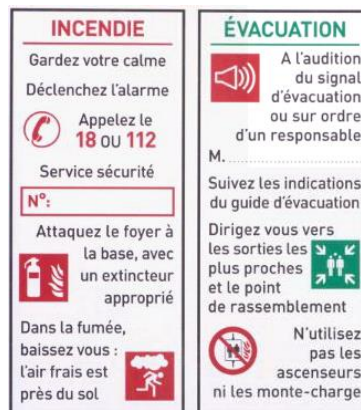 INCENDIE
Gardez votre calme
Déclenchez l'alarme
Appelez le
18 OU 112
Service sécurité
N°:
Attaquez le foyer à
la base, avec
un extincteur
approprié
Dans la fumée,
baissez vous :
l'air frais est
près du sol
ÉVACUATION
A l'audition
du signal
d'évacuation
ou sur ordre
d'un responsable
M.
Suivez les indications
du guide d'évacuation
Dirigez vous vers
les sorties les
plus proches
et le point
de rassemblement
N'utilisez
pas les
ascenseurs
ni les monte-charge